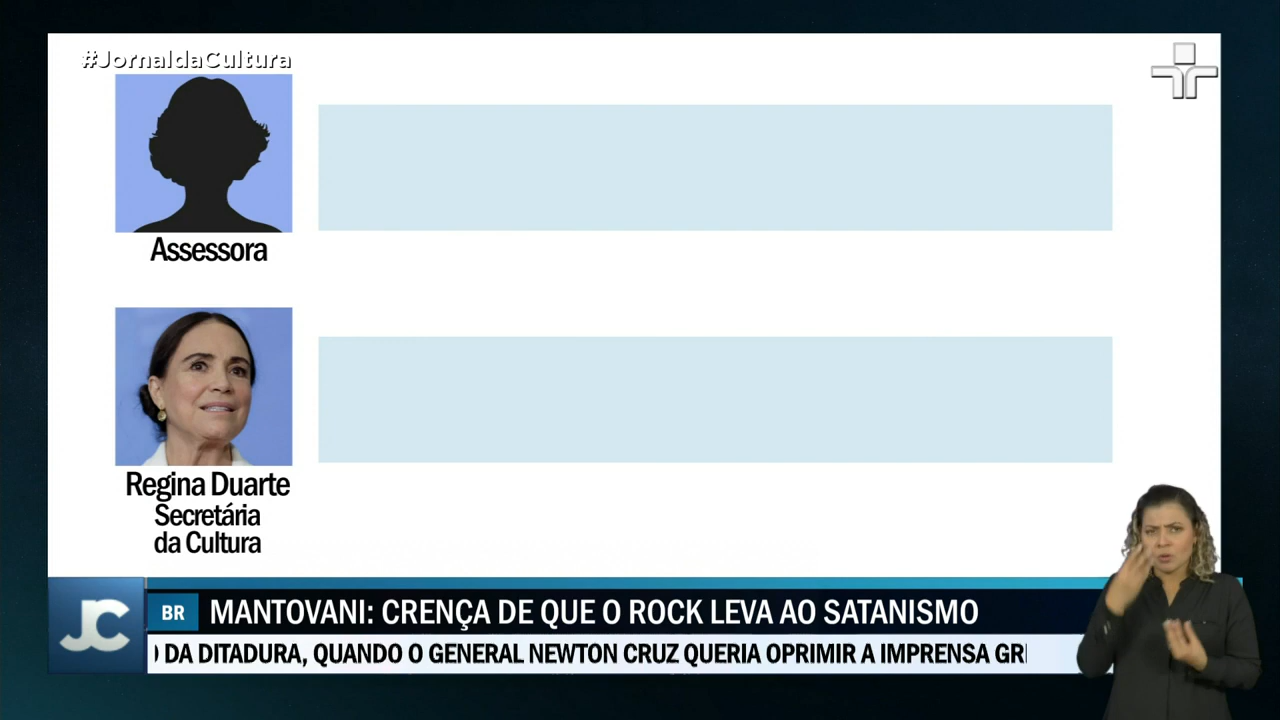 #JornaldaCultura
Assessora
Regina Duarte
Secretária
da Cultura
JC
BR
MANTOVANI: CRENÇA DE QUE O ROCK LEVA AO SATANISMO
DA DITADURA, QUANDO O GENERAL NEWTON CRUZ QUERIA OPRIMIR A IMPRENSA